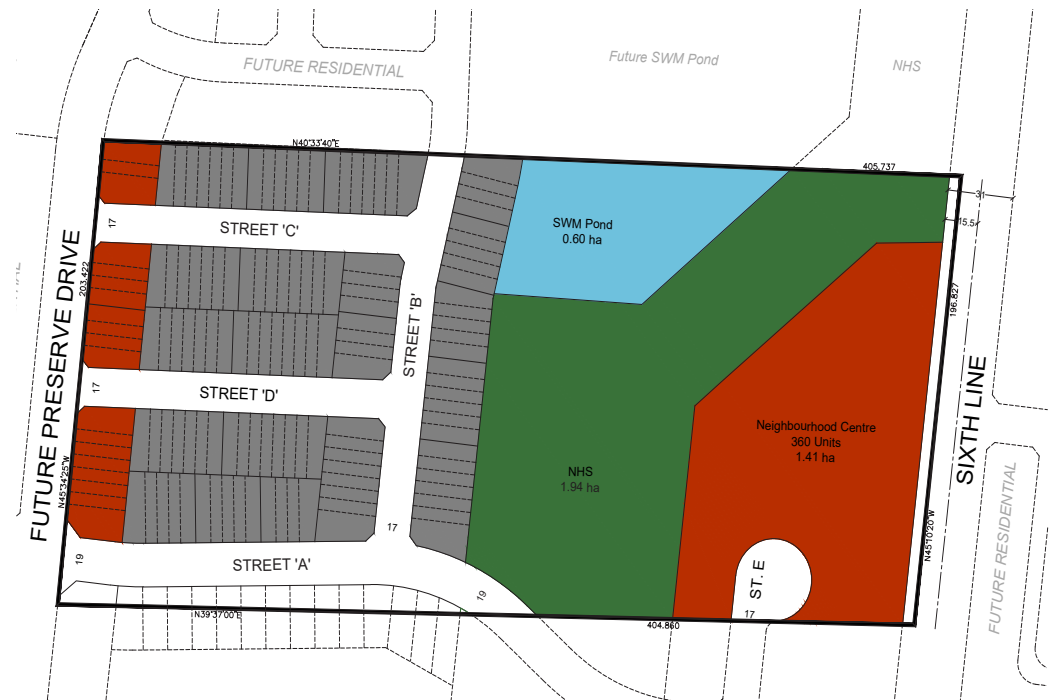 FUTURE RESIDENTIAL
Future SWM Pond
NHS
N40°33'40"E
405.737
31
15.5
17
STREET 'C'
SWM Pond
0.60 ha
FUTURE PRESERVE DRIVE
203.422
STREET 'B'
196.827
17
STREET 'D'
SIXTH LINE
Neighbourhood Centre
360 Units
1.41 ha
NHS
1.94 ha
N45°34'25"W
17
FUTURE RESIDENTIAL
N45°10'20"W
19
STREET 'A'
ST. E
19
17
N39°37'00"E
404.860